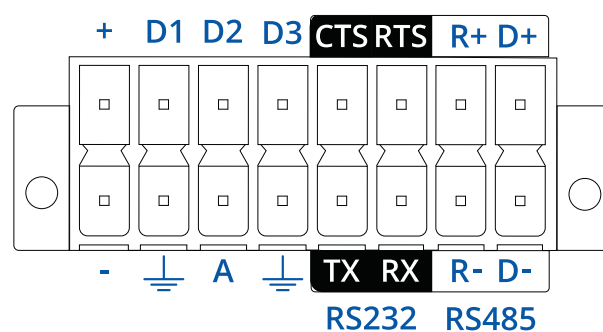 + D1 D2 D3 CTS RTS R+ D+
- ⏚ A ⏚ TX RX R- D-
RS232 RS485